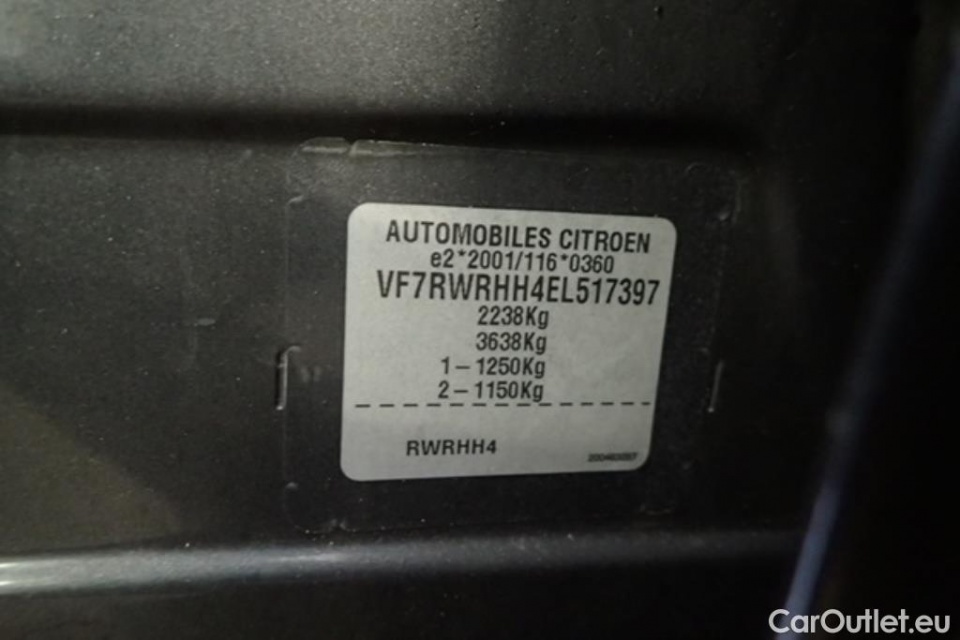 AUTOMOBILES CITROEN
e2*2001/116*0360
VF7RWRHH4EL517397
2238Kg
3638Kg
1-1250Kg
2-1150Kg
RWRHH4
CarOutlet.eu